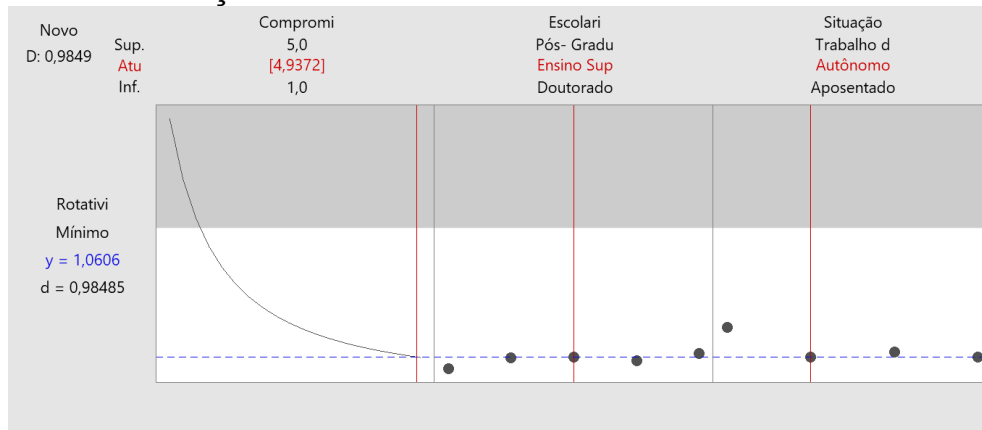 Novo
D: 0,9849
Sup.
Atu
Inf.
Compromi
5,0
[4,9372]
1,0
Escolari
Pós- Gradu
Ensino Sup
Doutorado
Situação
Trabalho d
Autônomo
Aposentado
Rotativi
Mínimo
y = 1,0606
d = 0,98485